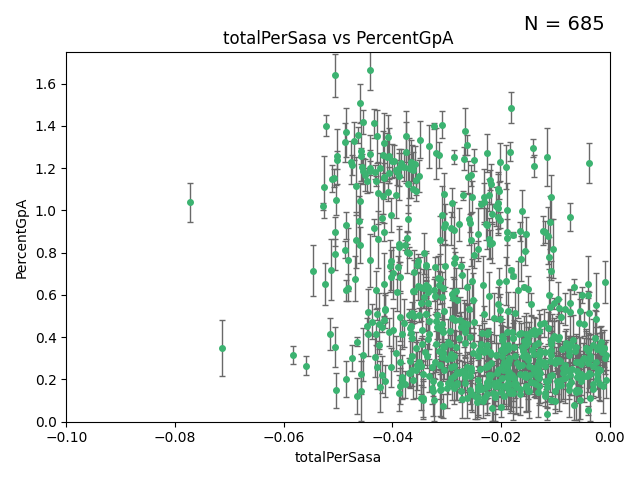 N = 685
totalPerSasa vs PercentGpA
PercentGpA
1.6
1.4
1.2
1.0
0.8
0.6
0.4
0.2
0.0
−0.10 −0.08 −0.06 −0.04 −0.02 0.00
totalPerSasa